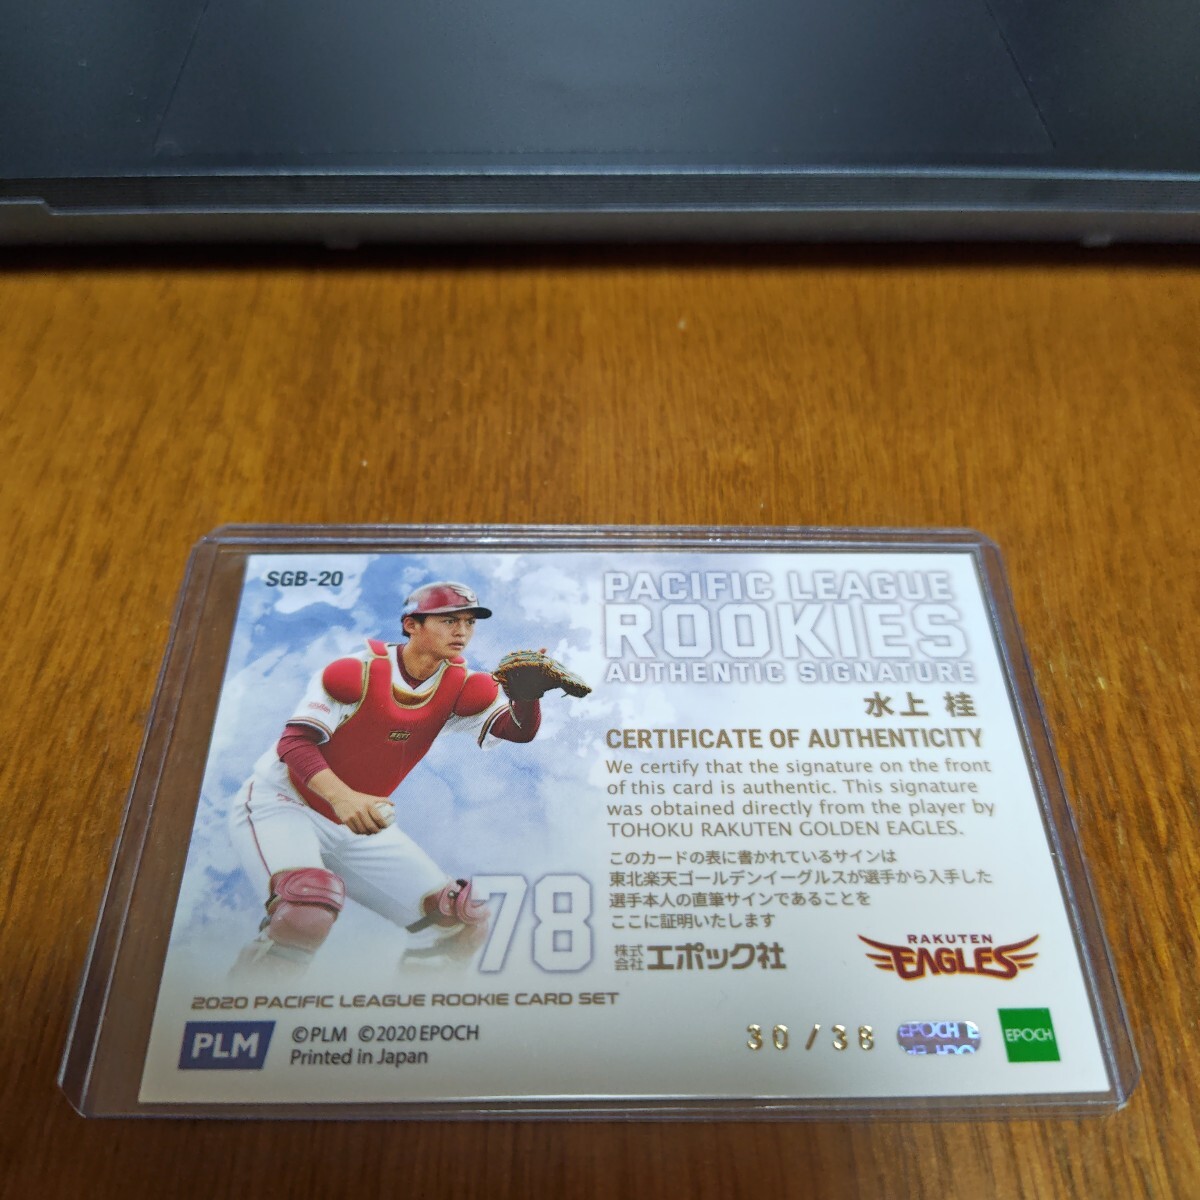 SGB-20
PACIFIC LEAGUE
ROOKIES
AUTHENTIC SIGNATURE
水上 桂
CERTIFICATE OF AUTHENTICITY
We certify that the signature on the front
of this card is authentic. This signature
was obtained directly from the player by
TOHOKU RAKUTEN GOLDEN EAGLES.
このカードの表に書かれているサインは
東北楽天ゴールデンイーグルスが選手から入手した
選手本人の直筆サインであることを
ここに証明いたします
株式会社エポック社
RAKUTEN
EAGLES
78
2020 PACIFIC LEAGUE ROOKIE CARD SET
PLM
©PLM ©2020 EPOCH
Printed in Japan
30/36
EPOCH
EPOCH